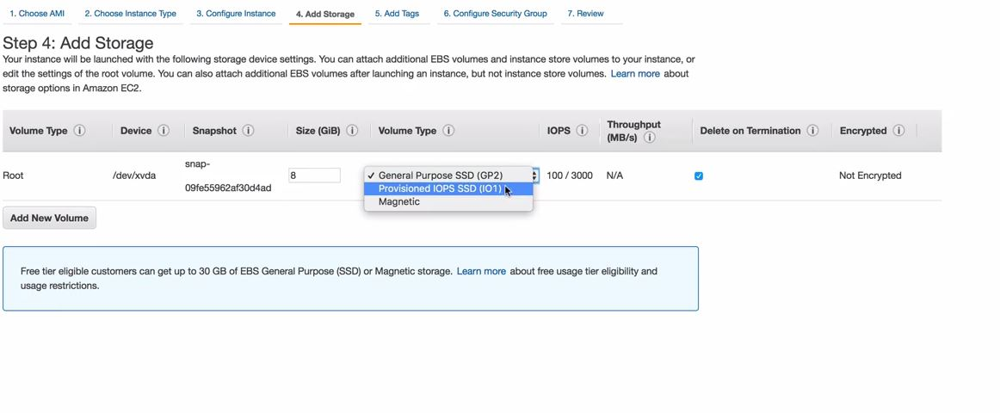 1. Choose AMI 2. Choose Instance Type 3. Configure Instance 4. Add Storage 5. Add Tags 6. Configure Security Group 7. Review
Step 4: Add Storage
Your instance will be launched with the following storage device settings. You can attach additional EBS volumes and instance store volumes to your instance, or
edit the settings of the root volume. You can also attach additional EBS volumes after launching an instance, but not instance store volumes. Learn more about
storage options in Amazon EC2.
Volume Type Device Snapshot Size (GiB) Volume Type IOPS Throughput (MB/s) Delete on Termination Encrypted
Root /dev/xvda snap-09fe55962af30d4ad 8 General Purpose SSD (GP2) 100 / 3000 N/A Not Encrypted
Provisioned IOPS SSD (IO1)
Magnetic
Add New Volume
Free tier eligible customers can get up to 30 GB of EBS General Purpose (SSD) or Magnetic storage. Learn more about free usage tier eligibility and
usage restrictions.